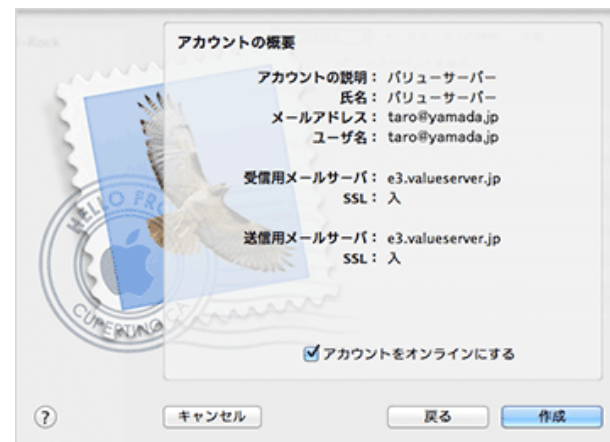 アカウントの概要
アカウントの説明： バリューサーバー
氏名： バリューサーバー
メールアドレス： taro@yamada.jp
ユーザ名： taro@yamada.jp
受信用メールサーバ： e3.valueserver.jp
SSL： 入
送信用メールサーバ： e3.valueserver.jp
SSL： 入
HELLO FRO
CUPERTINO CA
アカウントをオンラインにする
?
キャンセル
戻る
作成